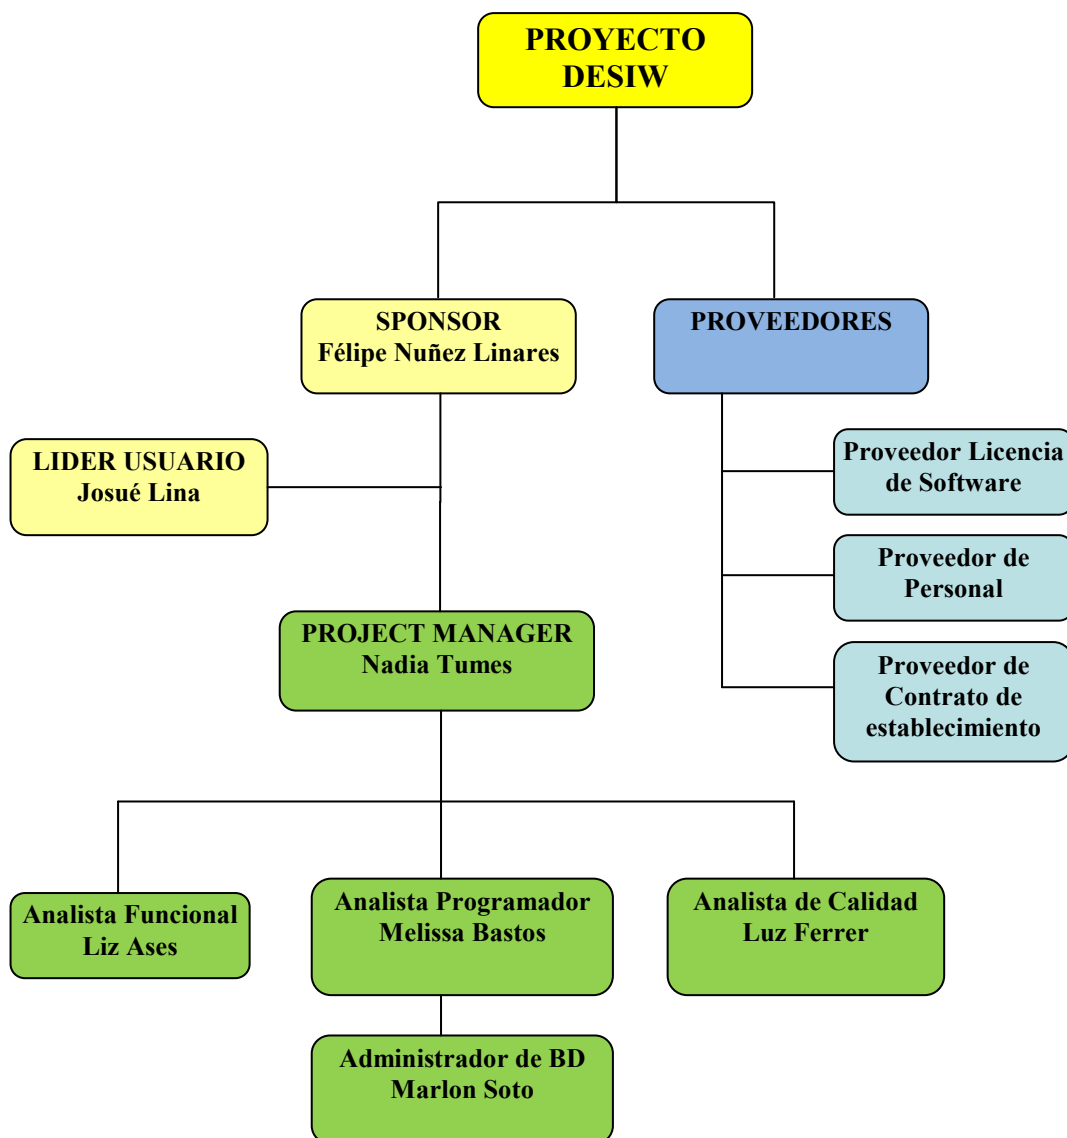 PROYECTO
DESIW
SPONSOR
Félipe Nuñez Linares
PROVEEDORES
LIDER USUARIO
Josué Lina
Proveedor Licencia
de Software
Proveedor de
Personal
Proveedor de
Contrato de
establecimiento
PROJECT MANAGER
Nadia Tumes
Analista Funcional
Liz Ases
Analista Programador
Melissa Bastos
Analista de Calidad
Luz Ferrer
Administrador de BD
Marlon Soto